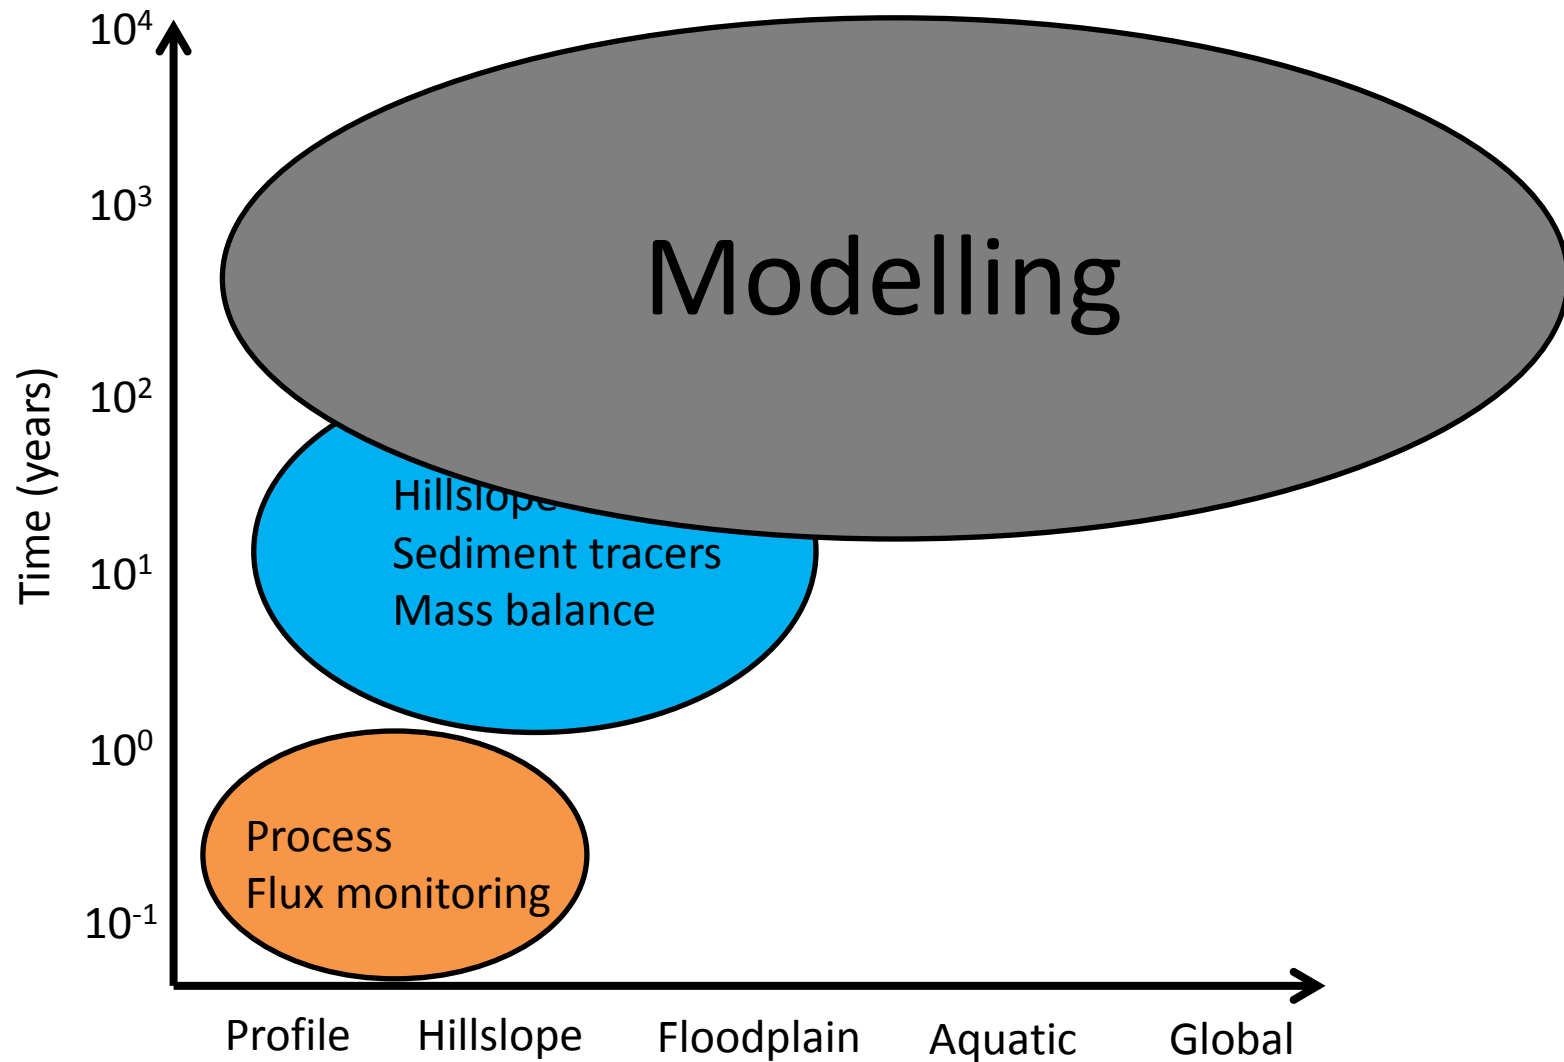 10⁴
10³
10²
10¹
10⁰
10⁻¹
Time (years)
Modelling
Hillslope
Sediment tracers
Mass balance
Process
Flux monitoring
Profile Hillslope Floodplain Aquatic Global